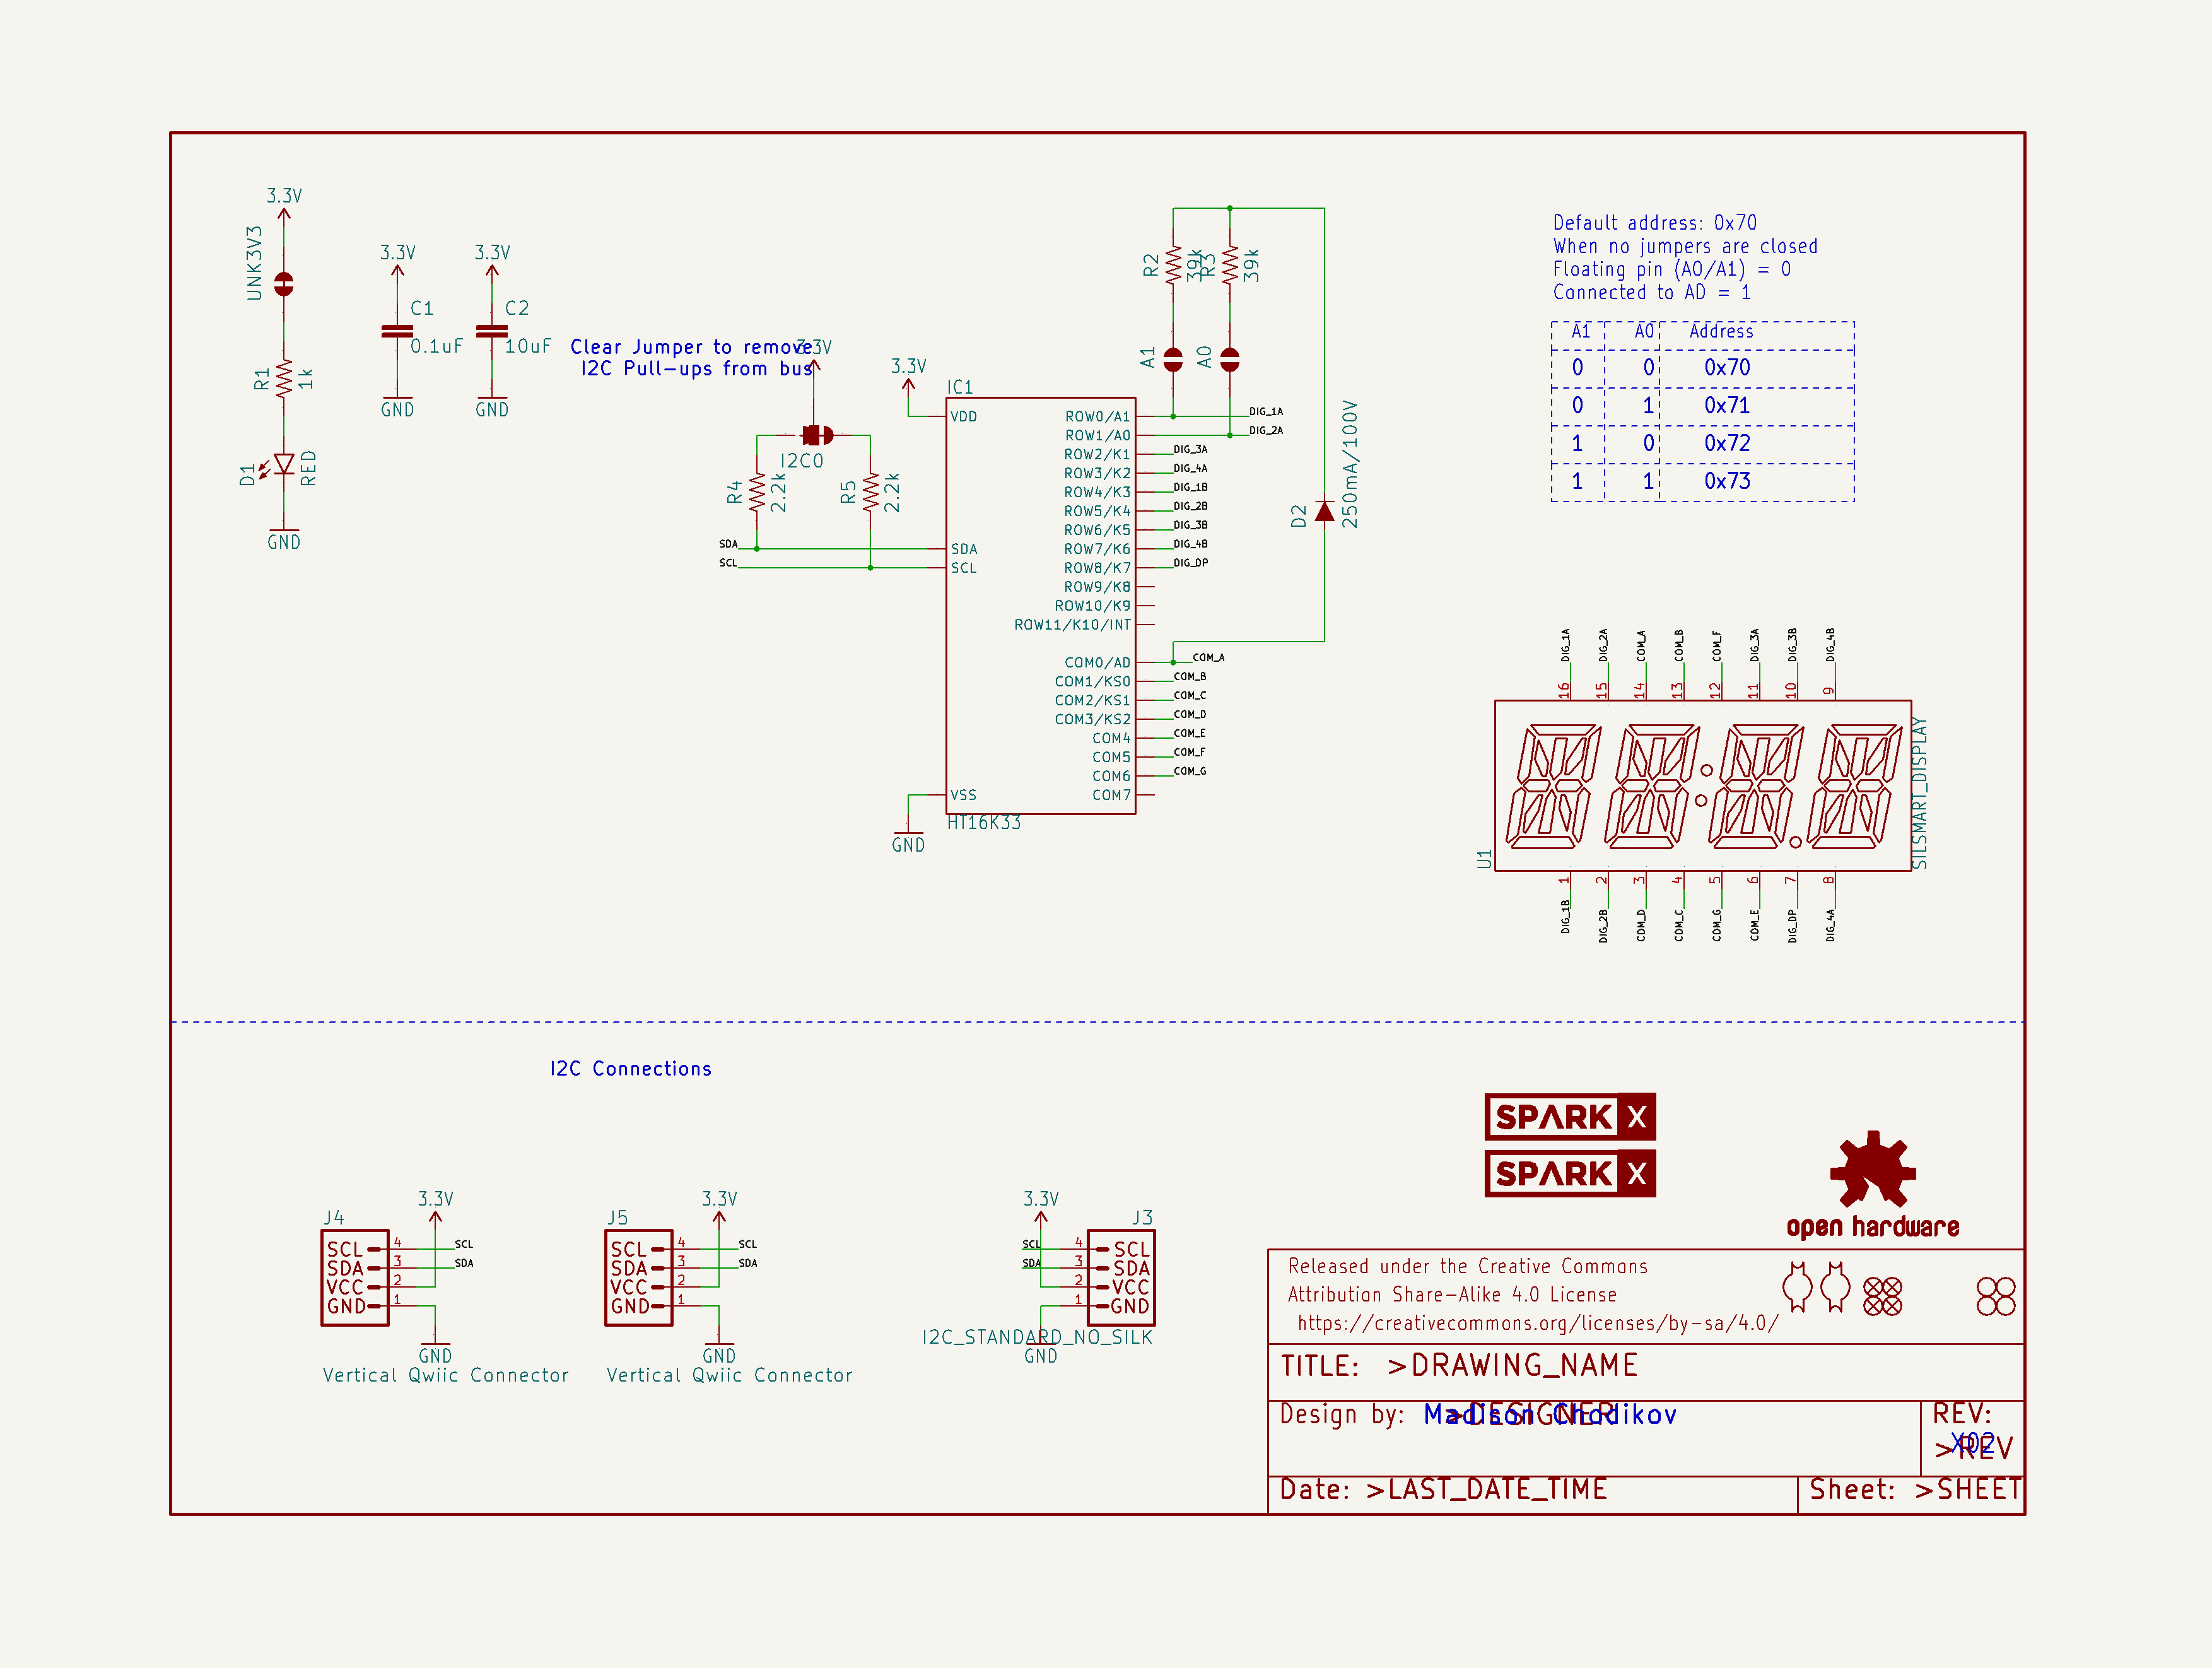 3.3V
UNK3V3
R1
1k
D1
RED
GND
3.3V
C1
0.1uF
GND
3.3V
C2
10uF
GND
Clear Jumper to remove
I2C Pull-ups from bus
3.3V
I2C0
R4
2.2k
R5
2.2k
SDA
SCL
3.3V
IC1
VDD
SDA
SCL
VSS
HT16K33
GND
ROW0/A1
ROW1/A0
ROW2/K1
ROW3/K2
ROW4/K3
ROW5/K4
ROW6/K5
ROW7/K6
ROW8/K7
ROW9/K8
ROW10/K9
ROW11/K10/INT
COM0/AD
COM1/KS0
COM2/KS1
COM3/KS2
COM4
COM5
COM6
COM7
DIG_1A
DIG_2A
DIG_3A
DIG_4A
DIG_1B
DIG_2B
DIG_3B
DIG_4B
DIG_DP
COM_A
COM_B
COM_C
COM_D
COM_E
COM_F
COM_G
R2
39k
R3
39k
A1
A0
D2
250mA/100V
Default address: 0x70
When no jumpers are closed
Floating pin (A0/A1) = 0
Connected to AD = 1
A1 A0 Address
0 0 0x70
0 1 0x71
1 0 0x72
1 1 0x73
DIG_1A DIG_2A COM_A COM_B COM_F DIG_3A DIG_3B DIG_4B
16 15 14 13 12 11 10 9
U1
SILSMART_DISPLAY
1 2 3 4 5 6 7 8
DIG_1B DIG_2B COM_D COM_C COM_G COM_E DIG_DP DIG_4A
I2C Connections
3.3V
J4
SCL 4 SCL
SDA 3 SDA
VCC 2
GND 1
GND
Vertical Qwiic Connector
3.3V
J5
SCL 4 SCL
SDA 3 SDA
VCC 2
GND 1
GND
Vertical Qwiic Connector
3.3V
J3
SCL 4 SCL
SDA 3 SDA
2 VCC
1 GND
I2C_STANDARD_NO_SILK
GND
SPARK X
SPARK X
open hardware
Released under the Creative Commons
Attribution Share-Alike 4.0 License
https://creativecommons.org/licenses/by-sa/4.0/
TITLE: >DRAWING_NAME
Design by: >DESIGNER
Madison Chodikov
REV:
>REV
X02
Date: >LAST_DATE_TIME
Sheet: >SHEET